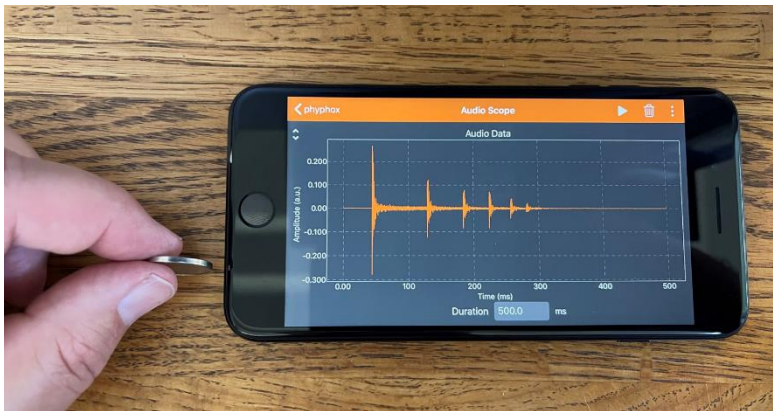 phyphox
Audio Scope
Audio Data
Amplitude (a.u.)
0.200
0.100
0.00
-0.100
-0.200
-0.300
0.00 100 200 300 400 500
Time (ms)
Duration 500.0 ms